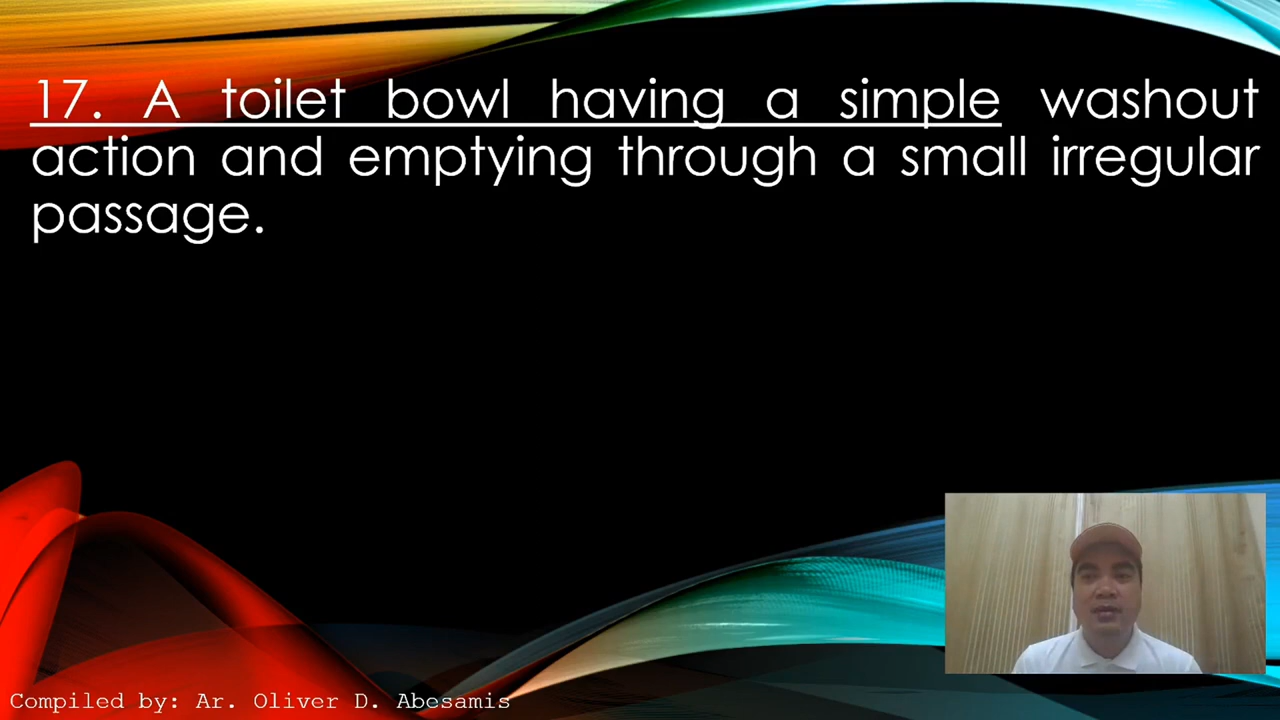 17. A toilet bowl having a simple washout
action and emptying through a small irregular
passage.
Compiled by: Ar. Oliver D. Abesamis